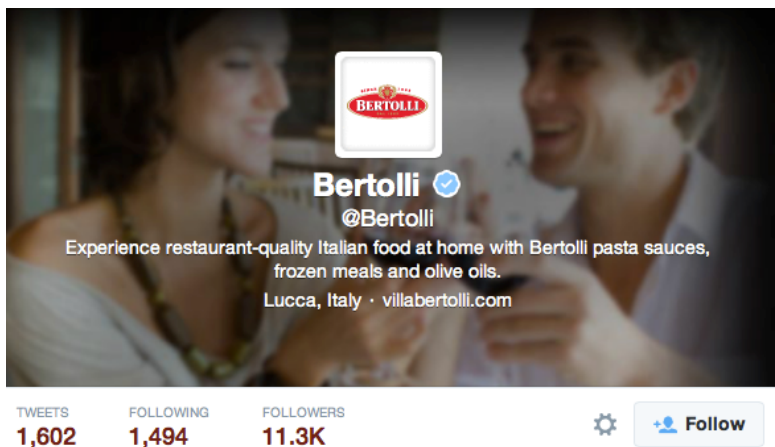 BERTOLLI
Bertolli
@Bertolli
Experience restaurant-quality Italian food at home with Bertolli pasta sauces,
frozen meals and olive oils.
Lucca, Italy · villabertolli.com
TWEETS FOLLOWING FOLLOWERS
1,602 1,494 11.3K Follow